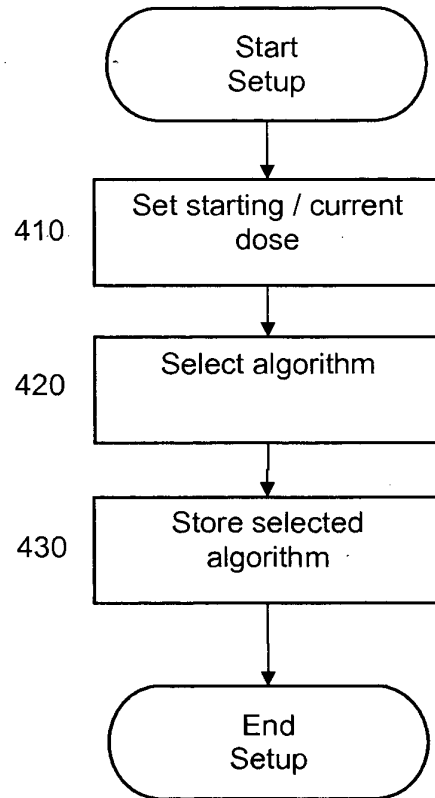 Start
Setup
410
Set starting / current
dose
420
Select algorithm
430
Store selected
algorithm
End
Setup